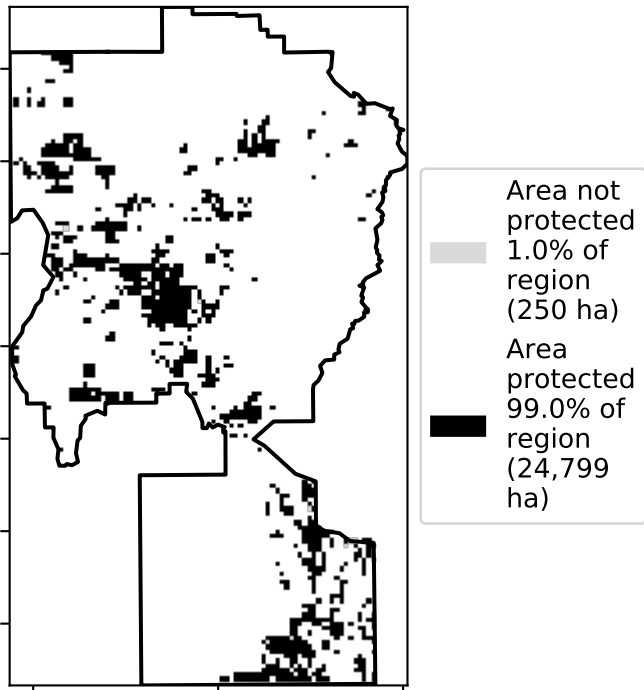 Area not
protected
1.0% of
region
(250 ha)
Area
protected
99.0% of
region
(24,799
ha)